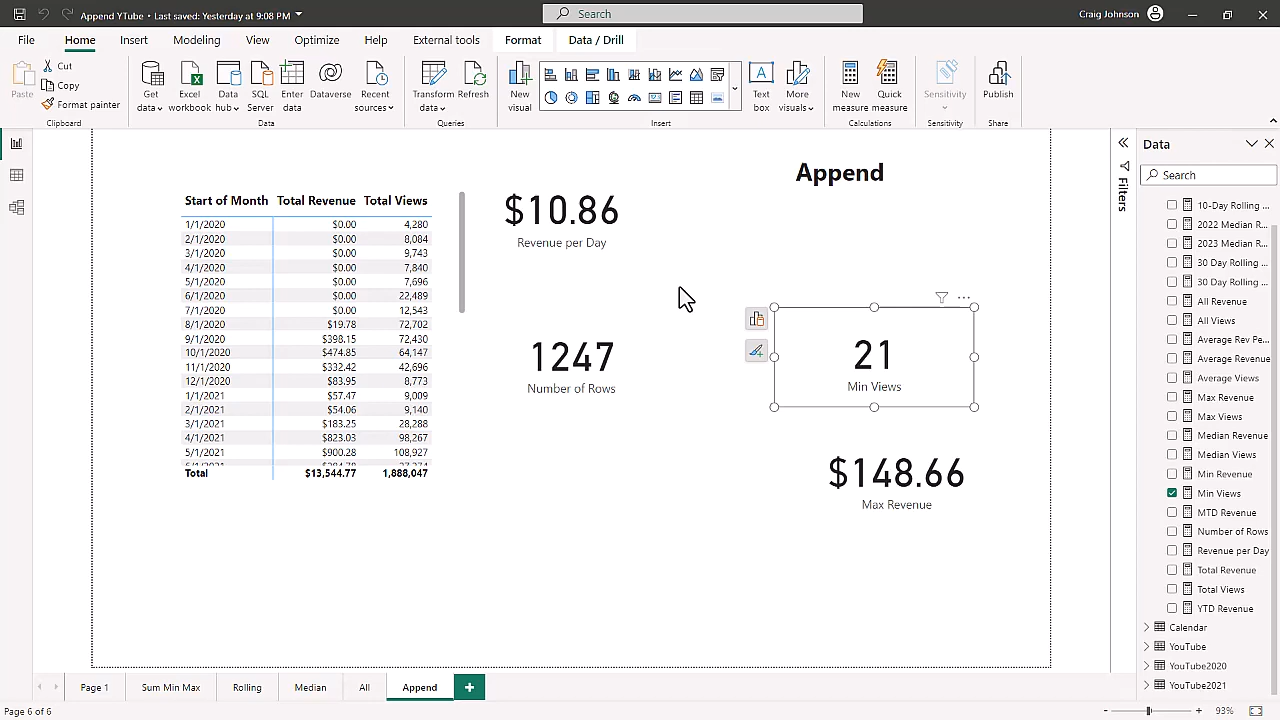 Append YTube • Last saved: Yesterday at 9:08 PM
Search
Craig Johnson
File
Home
Insert
Modeling
View
Optimize
Help
External tools
Format
Data / Drill
Paste
Cut
Copy
Format painter
Clipboard
Get data
Excel workbook
Data hub
SQL Server
Enter data
Dataverse
Recent sources
Data
Transform data
Refresh
Queries
New visual
Insert
Text box
More visuals
New measure
Quick measure
Calculations
Sensitivity
Sensitivity
Publish
Share
Append
Start of Month Total Revenue Total Views
1/1/2020 $0.00 4,280
2/1/2020 $0.00 8,084
3/1/2020 $0.00 9,743
4/1/2020 $0.00 7,840
5/1/2020 $0.00 7,696
6/1/2020 $0.00 22,489
7/1/2020 $0.00 12,543
8/1/2020 $19.78 72,702
9/1/2020 $398.15 72,430
10/1/2020 $474.85 64,147
11/1/2020 $332.42 42,696
12/1/2020 $83.95 8,773
1/1/2021 $57.47 9,009
2/1/2021 $54.06 9,140
3/1/2021 $183.25 28,288
4/1/2021 $823.03 98,267
5/1/2021 $900.28 108,927
Total $13,544.77 1,888,047
$10.86
Revenue per Day
1247
Number of Rows
21
Min Views
$148.66
Max Revenue
Filters
Data
Search
10-Day Rolling ...
2022 Median R...
2023 Median R...
30 Day Rolling ...
30 Day Rolling ...
All Revenue
All Views
Average Rev Pe...
Average Revenue
Average Views
Max Revenue
Max Views
Median Revenue
Median Views
Min Revenue
Min Views
MTD Revenue
Number of Rows
Revenue per Day
Total Revenue
Total Views
YTD Revenue
Calendar
YouTube
YouTube2020
YouTube2021
Page 1
Sum Min Max
Rolling
Median
All
Append
Page 6 of 6
93%